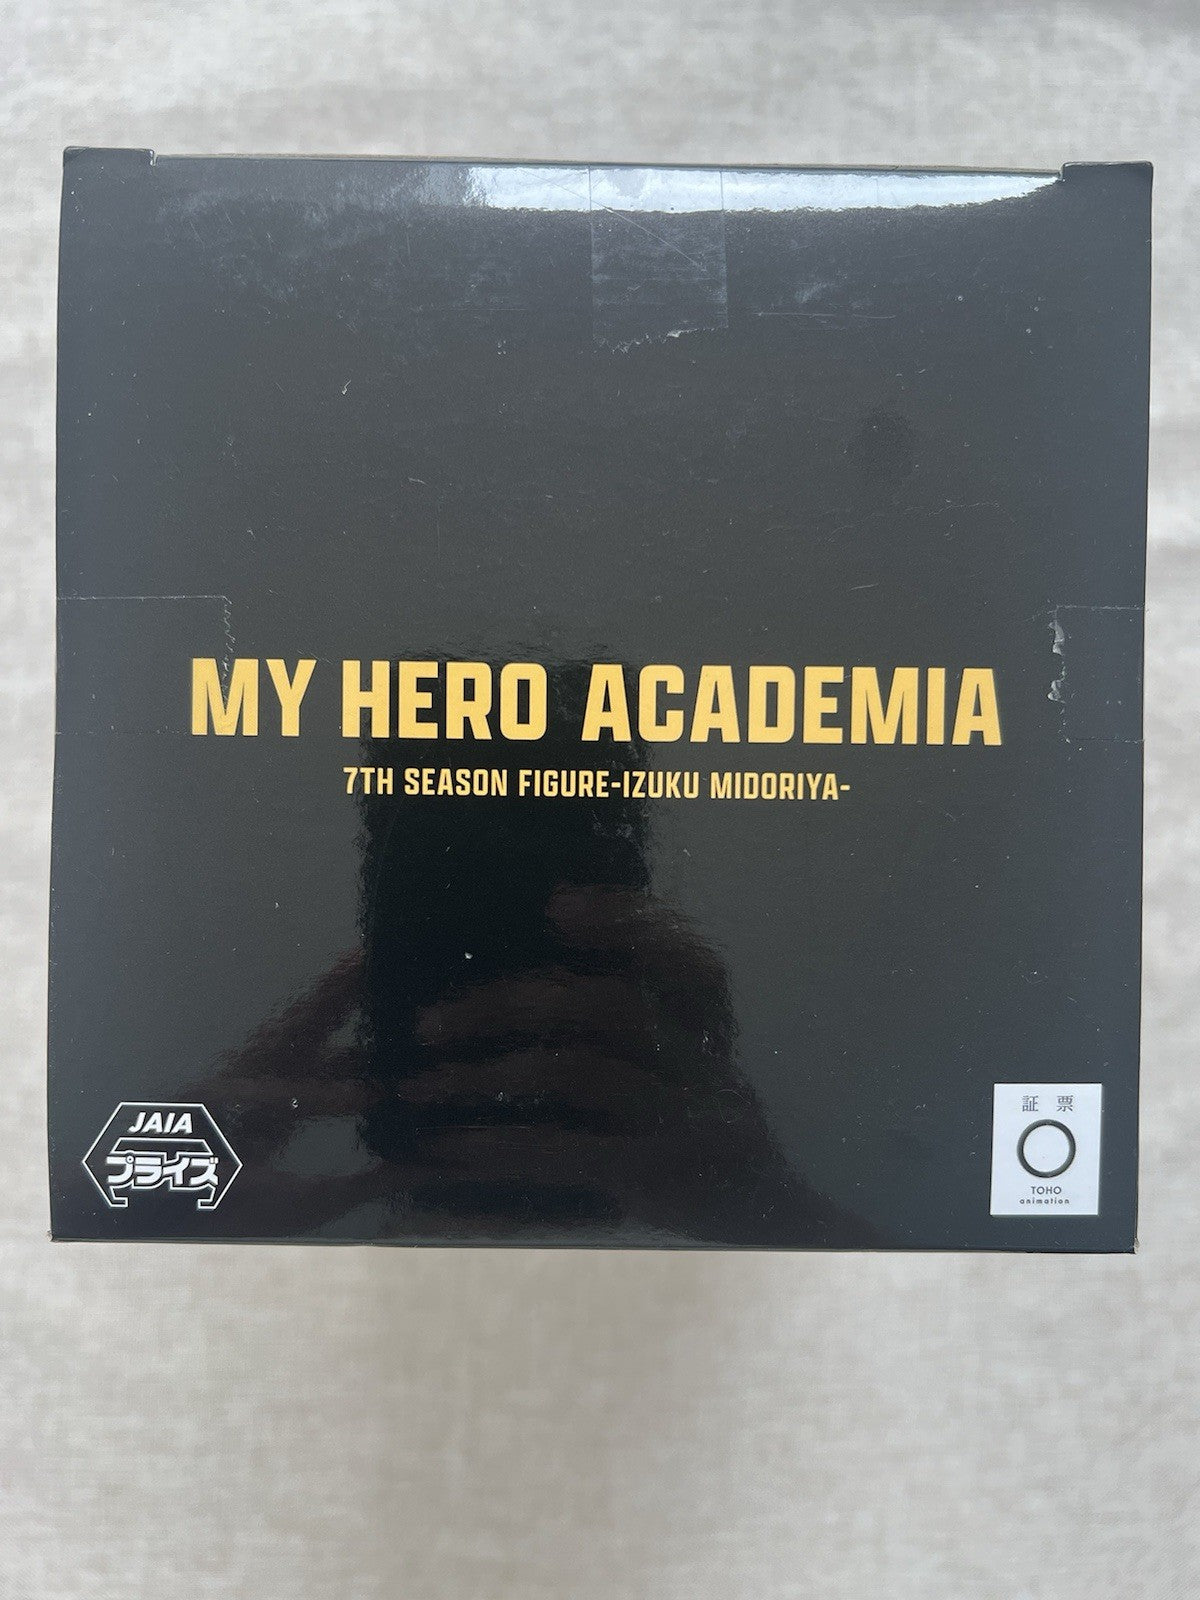 MY HERO ACADEMIA
7TH SEASON FIGURE-IZUKU MIDORIYA-
JAIA
プライズ
証 票
TOHO
animation